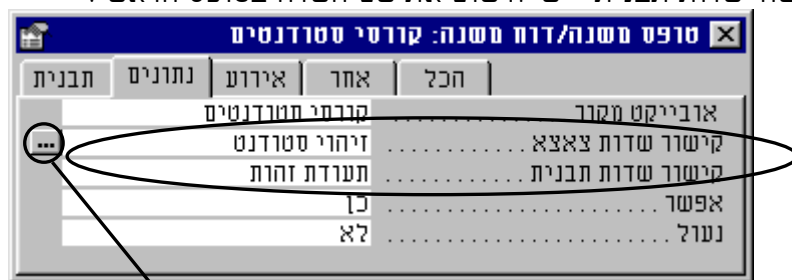 טופס משנה/דוח משנה: קורסי סטודנטים
תבנית נתונים אירוע אחר הכל
אובייקט מקור קורסי סטודנטים
קישור שדות צאצא זיהוי סטודנט ...
קישור שדות תבנית תעודת זהות
אפשר כן
נעול לא